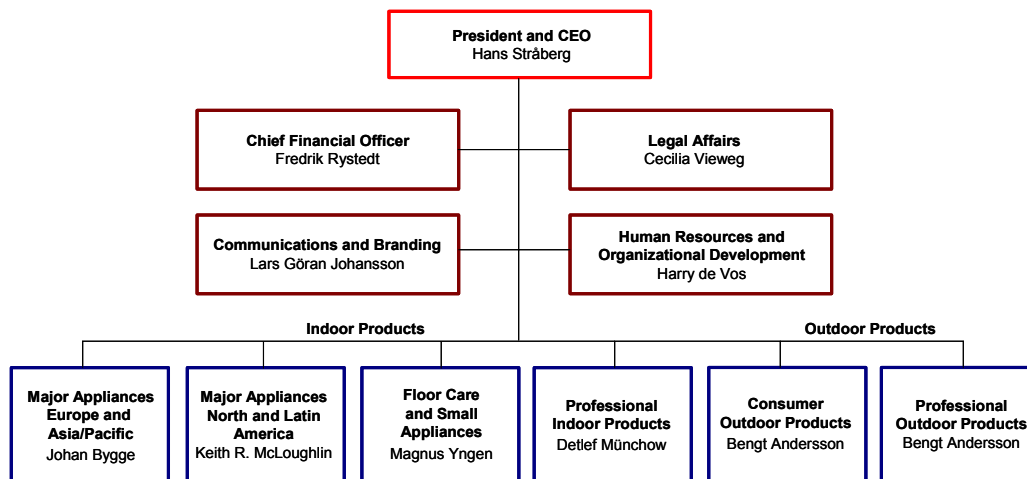 President and CEO
Hans Stråberg
Chief Financial Officer
Fredrik Rystedt
Legal Affairs
Cecilia Vieweg
Communications and Branding
Lars Göran Johansson
Human Resources and
Organizational Development
Harry de Vos
Indoor Products
Outdoor Products
Major Appliances
Europe and
Asia/Pacific
Johan Bygge
Major Appliances
North and Latin
America
Keith R. McLoughlin
Floor Care
and Small
Appliances
Magnus Yngen
Professional
Indoor Products
Detlef Münchow
Consumer
Outdoor Products
Bengt Andersson
Professional
Outdoor Products
Bengt Andersson